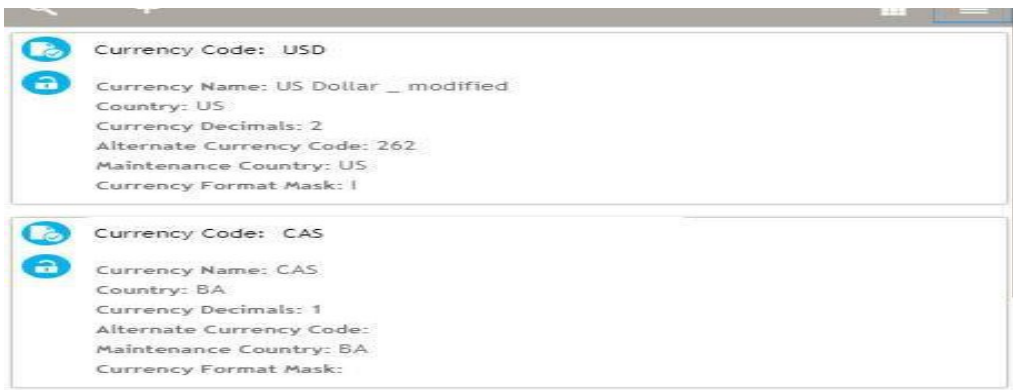 Currency Code: USD
Currency Name: US Dollar _ modified
Country: US
Currency Decimals: 2
Alternate Currency Code: 262
Maintenance Country: US
Currency Format Mask: I
Currency Code: CAS
Currency Name: CAS
Country: BA
Currency Decimals: 1
Alternate Currency Code:
Maintenance Country: BA
Currency Format Mask: